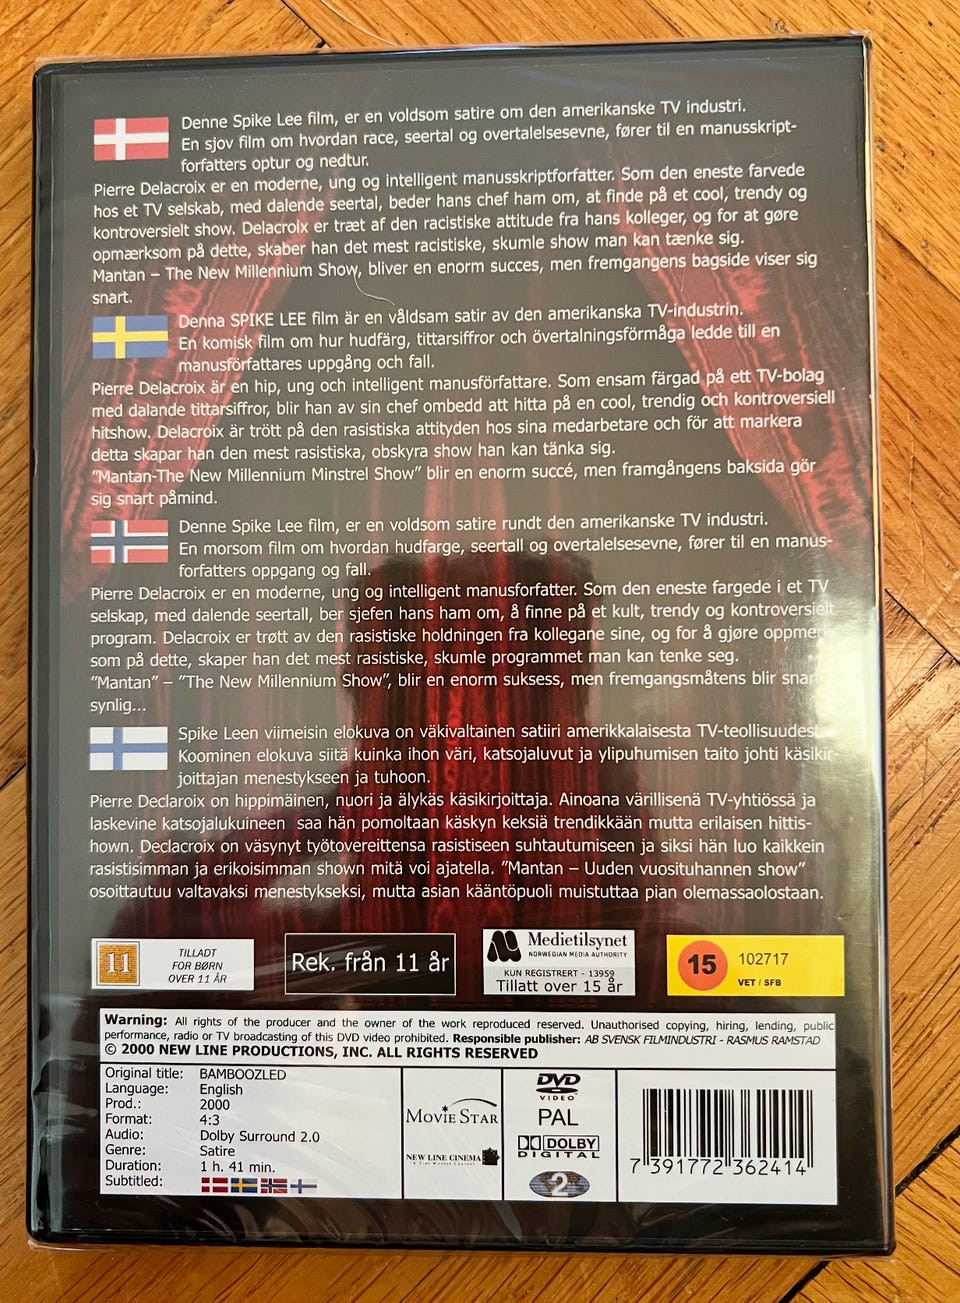 Denne Spike Lee film, er en voldsom satire om den amerikanske TV industri.
En sjov film om hvordan race, seertal og overtalelsesevne, fører til en manusskript-
forfatters optur og nedtur.
Pierre Delacroix er en moderne, ung og intelligent manusskriptforfatter. Som den eneste farvede
hos et TV selskab, med dalende seertal, beder hans chef ham om, at finde på et cool, trendy og
kontroversielt show. Delacroix er træt af den racistiske attitude fra hans kolleger, og for at gøre
opmærksom på dette, skaber han det mest racistiske, skumle show man kan tænke sig.
Mantan – The New Millennium Show, bliver en enorm succes, men fremgangens bagside viser sig
snart.
Denna SPIKE LEE film är en våldsam satir av den amerikanska TV-industrin.
En komisk film om hur hudfärg, tittarsiffror och övertalningsförmåga ledde till en
manusförfattares uppgång och fall.
Pierre Delacroix är en hip, ung och intelligent manusförfattare. Som ensam färgad på ett TV-bolag
med dalande tittarsiffror, blir han av sin chef ombedd att hitta på en cool, trendig och kontroversiell
hitshow. Delacroix är trött på den rasistiska attityden hos sina medarbetare och för att markera
detta skapar han den mest rasistiska, obskyra show han kan tänka sig.
”Mantan-The New Millennium Minstrel Show” blir en enorm succé, men framgångens baksida gör
sig snart påmind.
Denne Spike Lee film, er en voldsom satire rundt den amerikanske TV industri.
En morsom film om hvordan hudfarge, seertall og overtalelsesevne, fører til en manus-
forfatters oppgang og fall.
Pierre Delacroix er en moderne, ung og intelligent manusforfatter. Som den eneste fargede i et TV
selskap, med dalende seertall, ber sjefen hans ham om, å finne på et kult, trendy og kontroversielt
program. Delacroix er trøtt av den rasistiske holdningen fra kollegane sine, og for å gjøre oppmerk-
som på dette, skaper han det mest rasistiske, skumle programmet man kan tenke seg.
”Mantan” – ”The New Millennium Show”, blir en enorm suksess, men fremgangsmåtens blir snart
synlig...
Spike Leen viimeisin elokuva on väkivaltainen satiiri amerikkalaisesta TV-teollisuudesta.
Koominen elokuva siitä kuinka ihon väri, katsojaluvut ja ylipuhumisen taito johti käsikir-
joittajan menestykseen ja tuhoon.
Pierre Declaroix on hippimäinen, nuori ja älykäs käsikirjoittaja. Ainoana värillisenä TV-yhtiössä ja
laskevine katsojalukuineen saa hän pomoltaan käskyn keksiä trendikkään mutta erilaisen hittis-
hown. Declacroix on väsynyt työtovereittensa rasistiseen suhtautumiseen ja siksi hän luo kaikkein
rasistisimman ja erikoisimman shown mitä voi ajatella. ”Mantan – Uuden vuosituhannen show”
osoittautuu valtavaksi menestykseksi, mutta asian kääntöpuoli muistuttaa pian olemassaolostaan.
11
TILLADT
FOR BØRN
OVER 11 ÅR
Rek. från 11 år
Medietilsynet
NORWEGIAN MEDIA AUTHORITY
KUN REGISTRERT - 13959
Tillatt over 15 år
15
102717
VET / SFB
Warning: All rights of the producer and the owner of the work reproduced reserved. Unauthorised copying, hiring, lending, public
performance, radio or TV broadcasting of this DVD video prohibited. Responsible publisher: AB SVENSK FILMINDUSTRI - RASMUS RAMSTAD
© 2000 NEW LINE PRODUCTIONS, INC. ALL RIGHTS RESERVED
Original title: BAMBOOZLED
Language: English
Prod.: 2000
Format: 4:3
Audio: Dolby Surround 2.0
Genre: Satire
Duration: 1 h. 41 min.
Subtitled:
MOVIE STAR
NEW LINE CINEMA
DVD
VIDEO
PAL
DOLBY
DIGITAL
2
7 391772 362414